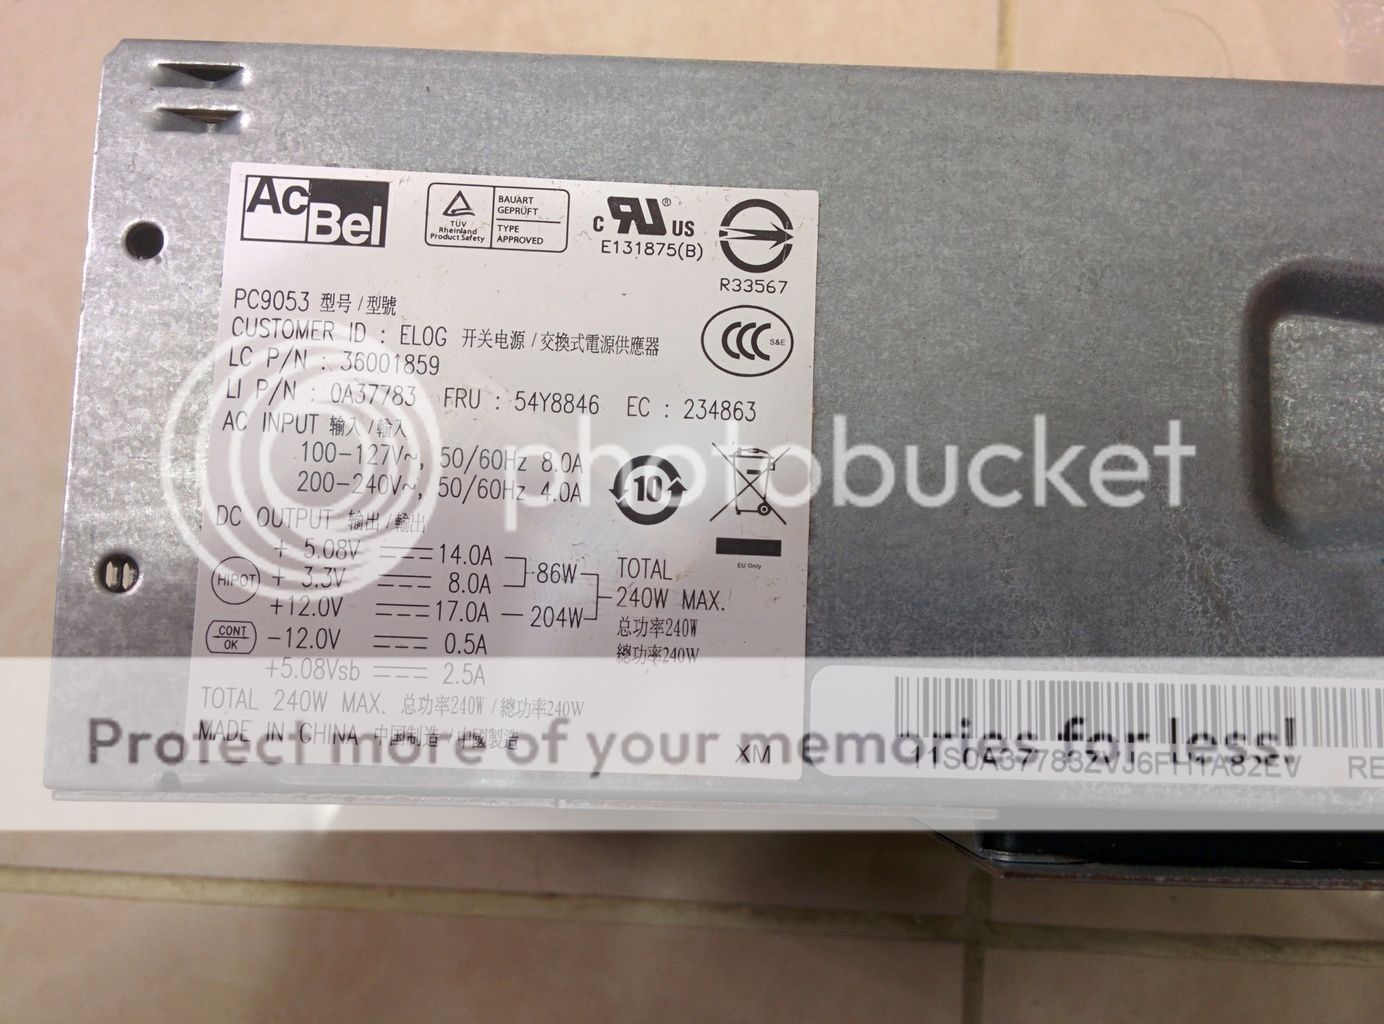 AcBel
TÜV
Rheinland
Product Safety
BAUART
GEPRÜFT
TYPE
APPROVED
C UR ® US
E131875(B)
R33567
PC9053 型号/型號
CUSTOMER ID : ELOG 开关电源/交換式電源供應器
CCC S&E
LC P/N : 36001859
LI P/N : 0A37783 FRU : 54Y8846 EC : 234863
AC INPUT 输入/輸入
100-127V~, 50/60Hz 8.0A
200-240V~, 50/60Hz 4.0A
10
photobucket
DC OUTPUT 输出/輸出
+ 5.08V 14.0A
HIPOT + 3.3V 8.0A 86W
+12.0V 17.0A 204W
CONT
OK
-12.0V 0.5A
+5.08Vsb 2.5A
TOTAL
240W MAX.
总功率240W
總功率240W
EU Only
TOTAL 240W MAX. 总功率240W/總功率240W
MADE IN CHINA 中国制造/中國製造
XM
Protect more of your memories for less!
11S0A37783ZVJ6FH1A82EV RE